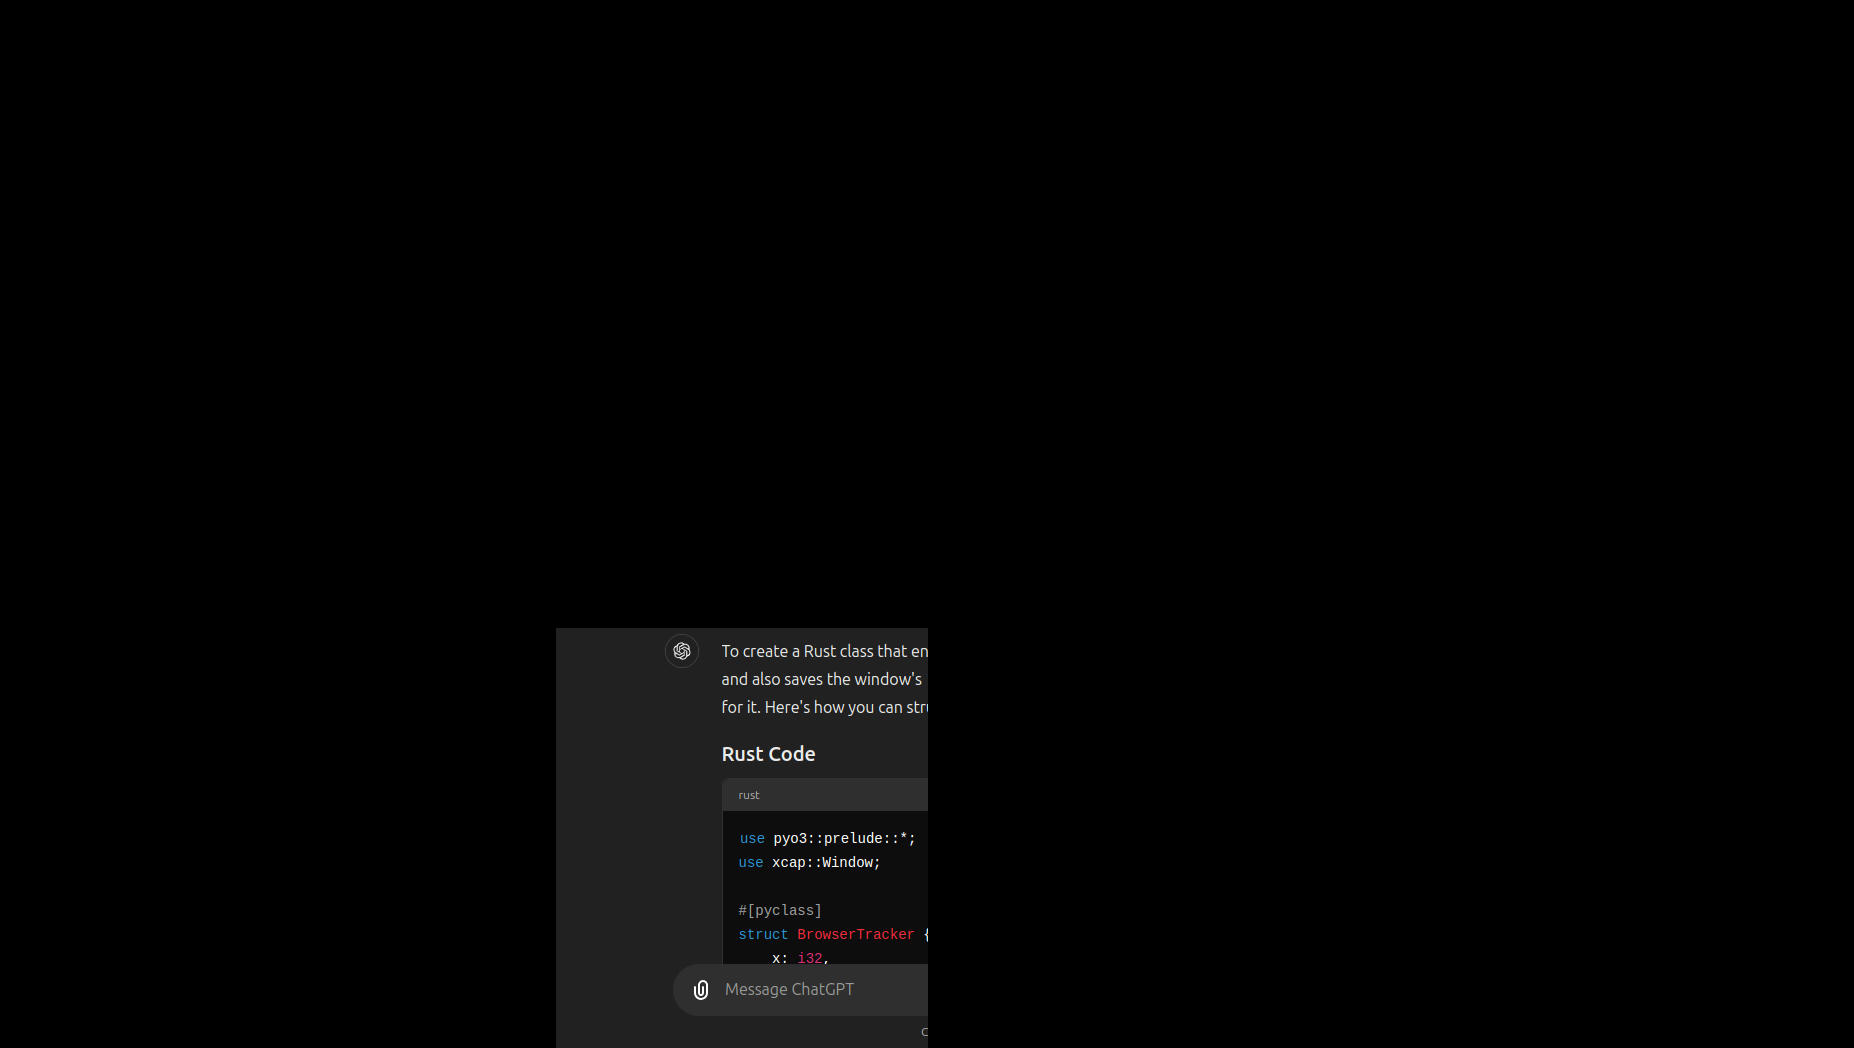 To create a Rust class that en
and also saves the window's
for it. Here's how you can stru
Rust Code
rust
use pyo3::prelude::*;
use xcap::Window;
#[pyclass]
struct BrowserTracker {
x: i32,
Message ChatGPT
C